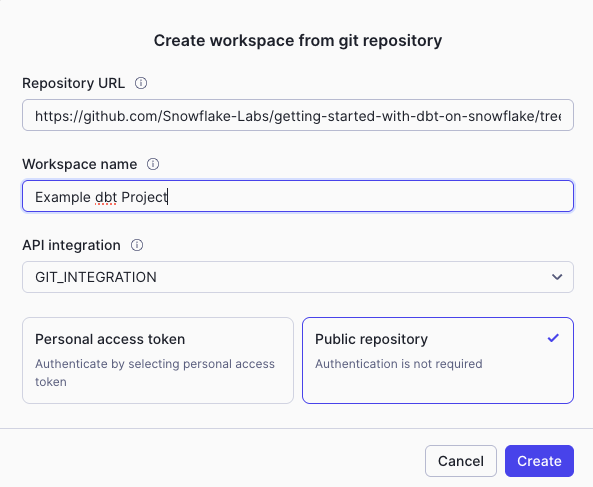 Create workspace from git repository
Repository URL
https://github.com/Snowflake-Labs/getting-started-with-dbt-on-snowflake/tree
Workspace name
Example dbt Project
API integration
GIT_INTEGRATION
Personal access token
Authenticate by selecting personal access
token
Public repository
Authentication is not required
Cancel
Create